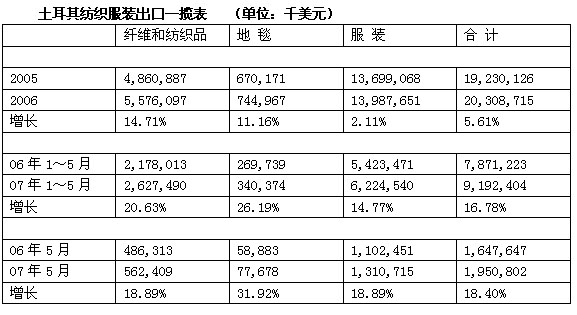 土耳其纺织服装出口一览表 （单位：千美元）
纤维和纺织品 地 毯 服 装 合 计
2005 4,860,887 670,171 13,699,068 19,230,126
2006 5,576,097 744,967 13,987,651 20,308,715
增长 14.71% 11.16% 2.11% 5.61%
06 年 1～5 月 2,178,013 269,739 5,423,471 7,871,223
07 年 1～5 月 2,627,490 340,374 6,224,540 9,192,404
增长 20.63% 26.19% 14.77% 16.78%
06 年 5 月 486,313 58,883 1,102,451 1,647,647
07 年 5 月 562,409 77,678 1,310,715 1,950,802
增长 18.89% 31.92% 18.89% 18.40%